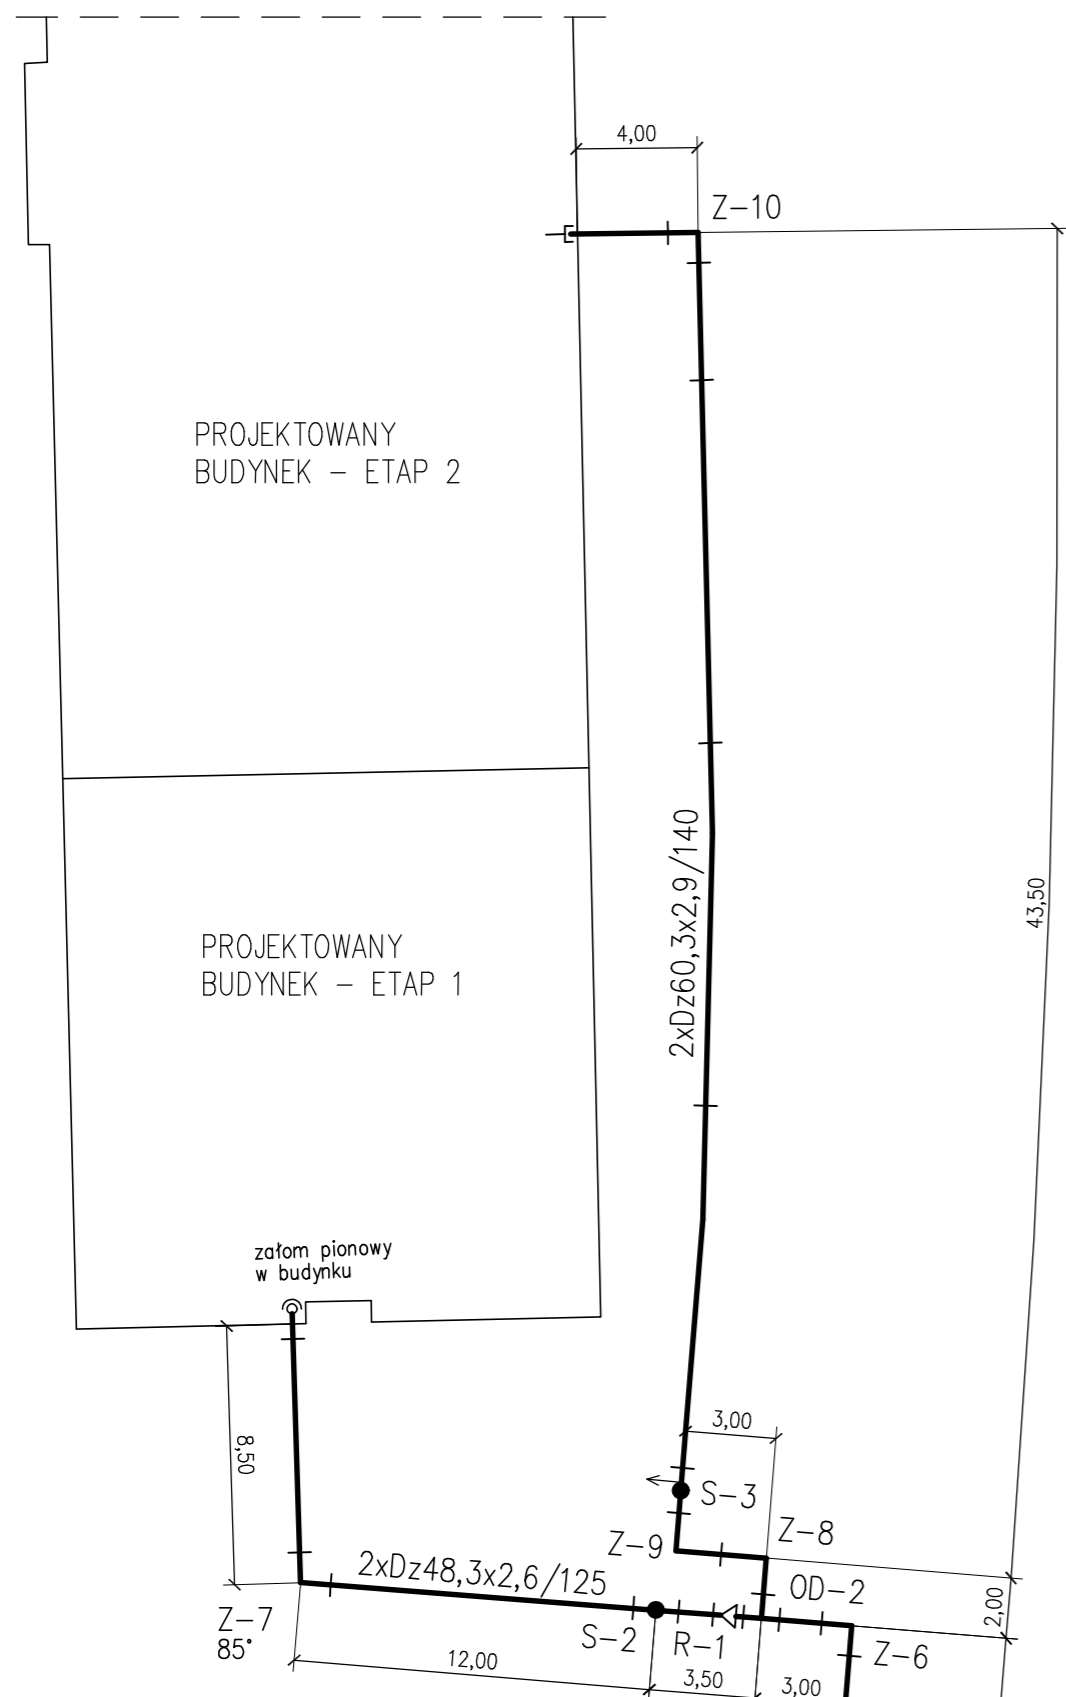 4,00
Z-10
PROJEKTOWANY
BUDYNEK - ETAP 2
2xDz60,3x2,9/140
43,50
PROJEKTOWANY
BUDYNEK - ETAP 1
załom pionowy
w budynku
8,50
3,00
S-3
Z-9
Z-8
2xDz48,3x2,6/125
OD-2
2,00
Z-7
85°
S-2
R-1
Z-6
12,00
3,50
3,00